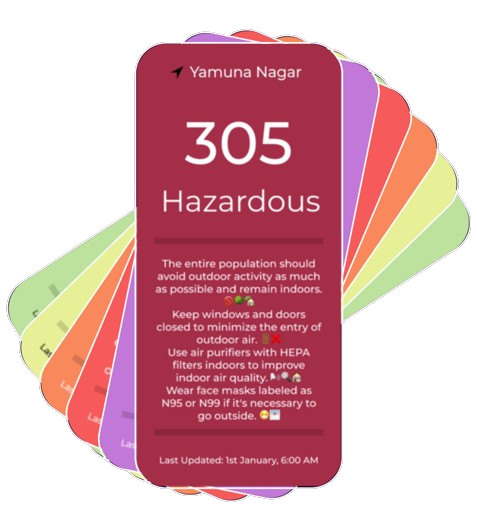 Yamuna Nagar
305
Hazardous
The entire population should
avoid outdoor activity as much
as possible and remain indoors.
Keep windows and doors
closed to minimize the entry of
outdoor air.
Use air purifiers with HEPA
filters indoors to improve
indoor air quality.
Wear face masks labeled as
N95 or N99 if it's necessary to
go outside.
Last Updated: 1st January, 6:00 AM